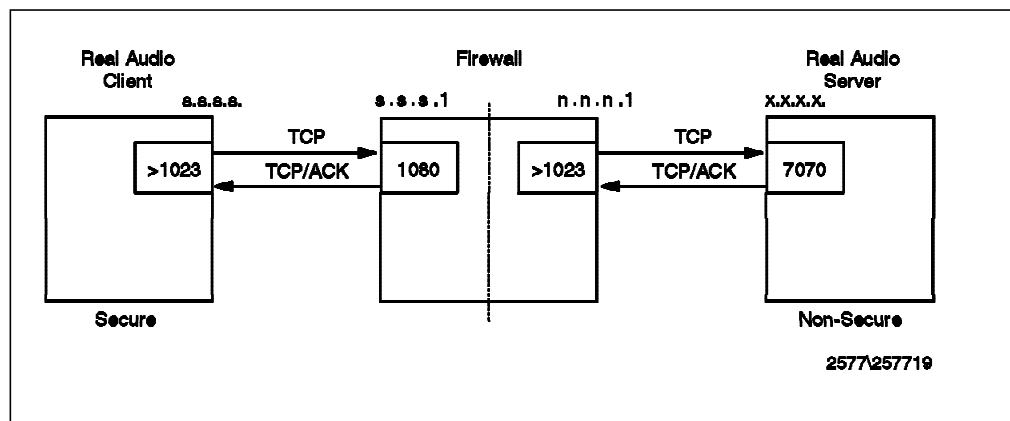 Real Audio
Client
Firewall
Real Audio
Server
a.a.a.a.
s.s.s.1
n.n.n.1
x.x.x.x.
TCP
TCP/ACK
>1023
1080
TCP
TCP/ACK
>1023
7070
Secure
Non-Secure
2577\257719